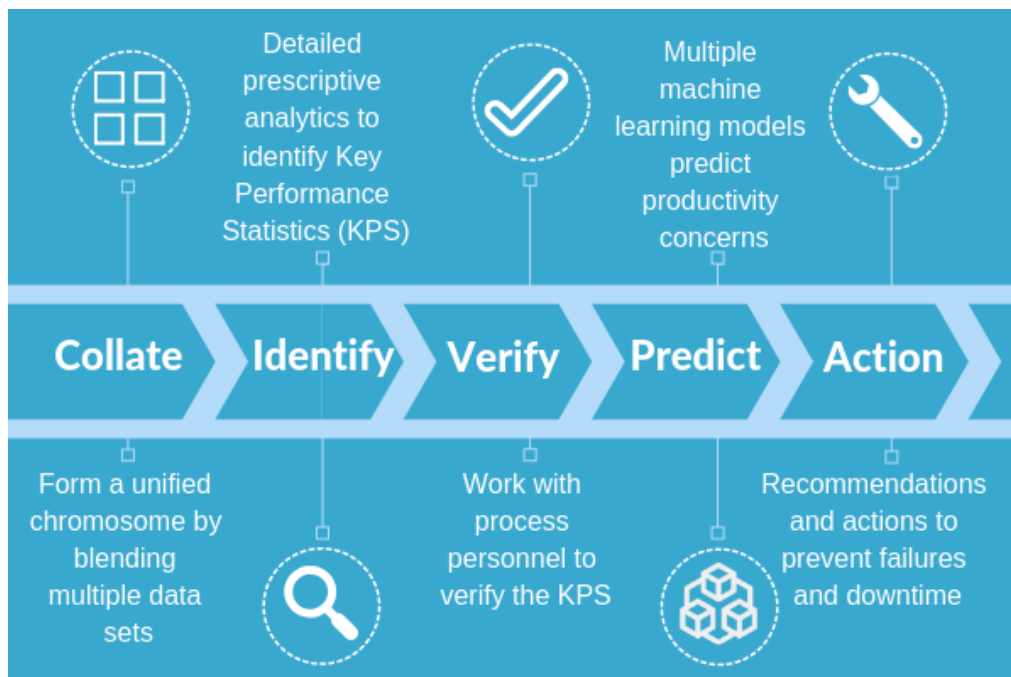 Detailed
prescriptive
analytics to
identify Key
Performance
Statistics (KPS)
Multiple
machine
learning models
predict
productivity
concerns
Collate
Identify
Verify
Predict
Action
Form a unified
chromosome by
blending
multiple data
sets
Work with
process
personnel to
verify the KPS
Recommendations
and actions to
prevent failures
and downtime